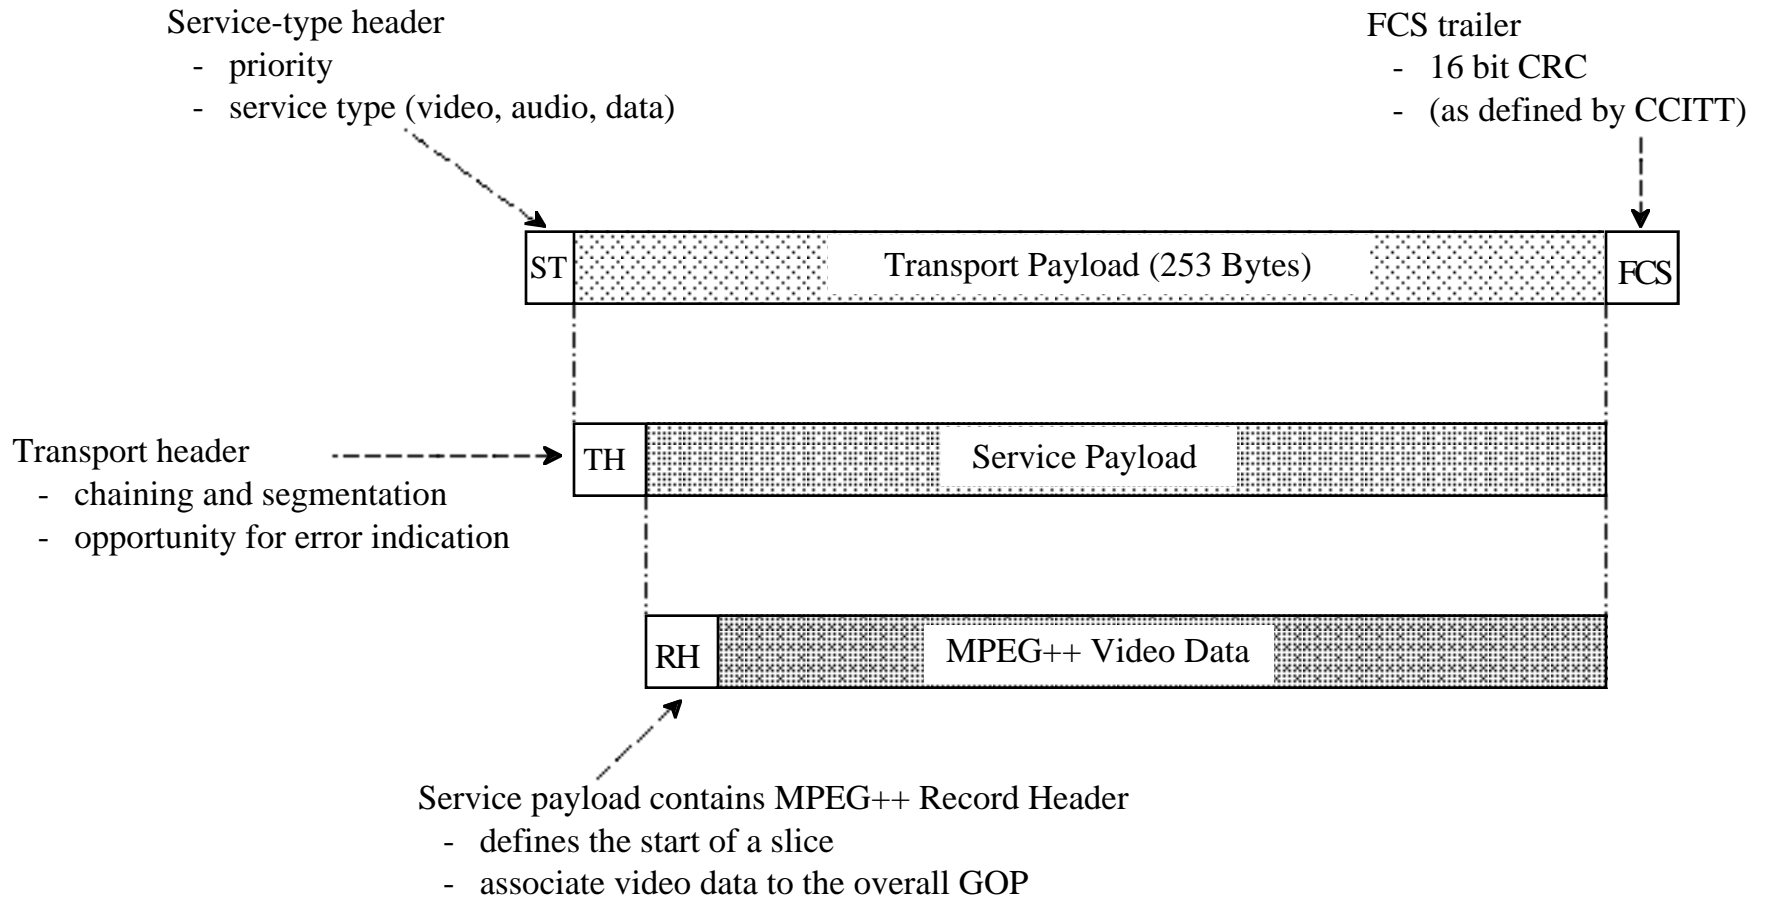 Service-type header
- priority
- service type (video, audio, data)
FCS trailer
- 16 bit CRC
- (as defined by CCITT)
ST
Transport Payload (253 Bytes)
FCS
Transport header
- chaining and segmentation
- opportunity for error indication
TH
Service Payload
RH
MPEG++ Video Data
Service payload contains MPEG++ Record Header
- defines the start of a slice
- associate video data to the overall GOP